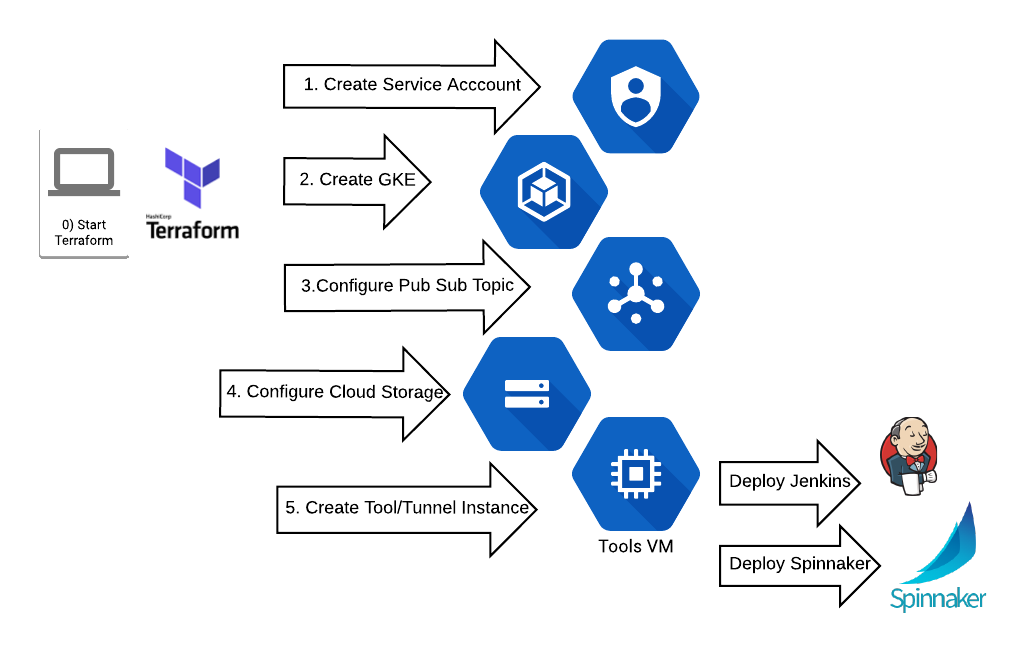 1. Create Service Acccount
2. Create GKE
0) Start
Terraform
HashiCorp
Terraform
3.Configure Pub Sub Topic
4. Configure Cloud Storage
5. Create Tool/Tunnel Instance
Tools VM
Deploy Jenkins
Deploy Spinnaker
Spinnaker